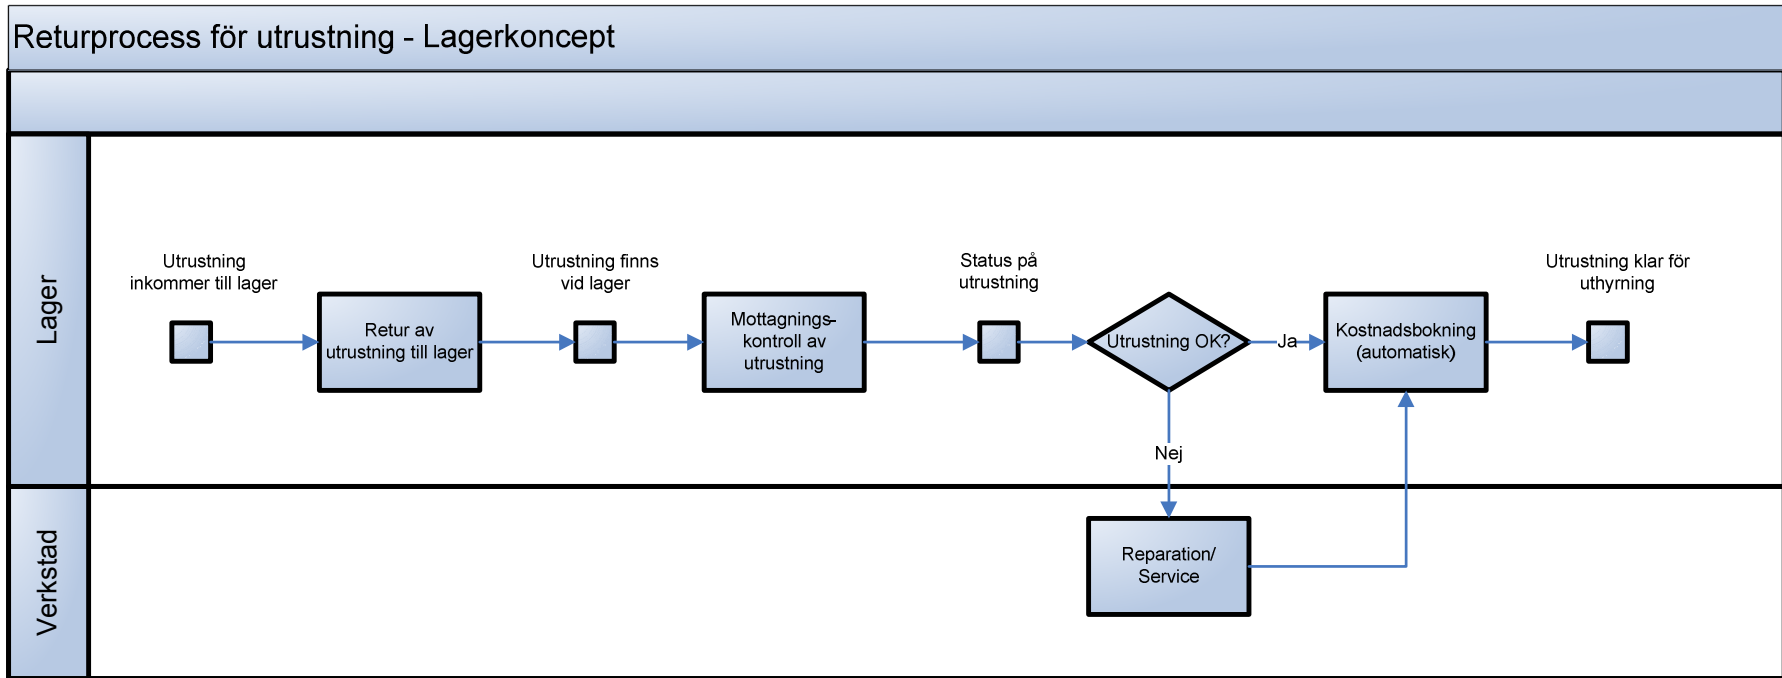 Returprocess för utrustning - Lagerkoncept
Lager
Utrustning
inkommer till lager
Retur av
utrustning till lager
Utrustning finns
vid lager
Mottagnings-
kontroll av
utrustning
Status på
utrustning
Utrustning OK?
Ja
Nej
Kostnadsbokning
(automatisk)
Utrustning klar för
uthyrning
Verkstad
Reparation/
Service